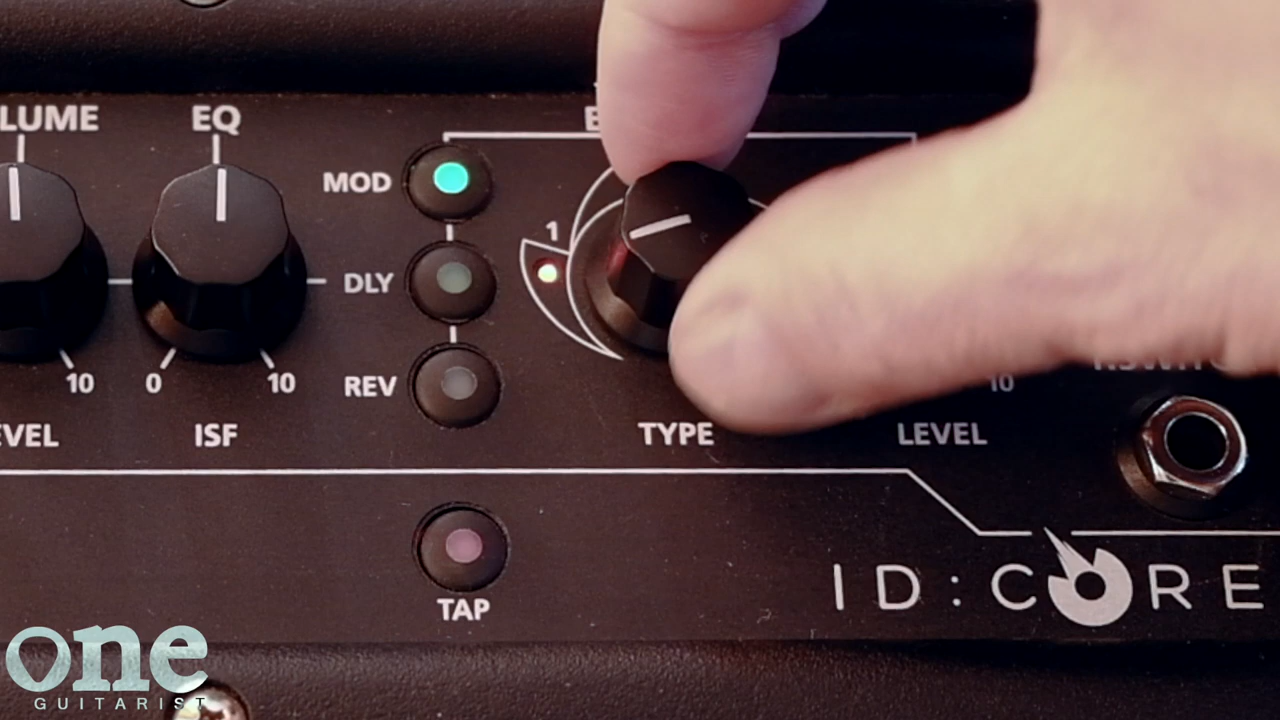 LUME
EQ
MOD
1
DLY
10
0
10
REV
10
EVEL
ISF
TYPE
LEVEL
TAP
ID:CORE
one
GUITARIST